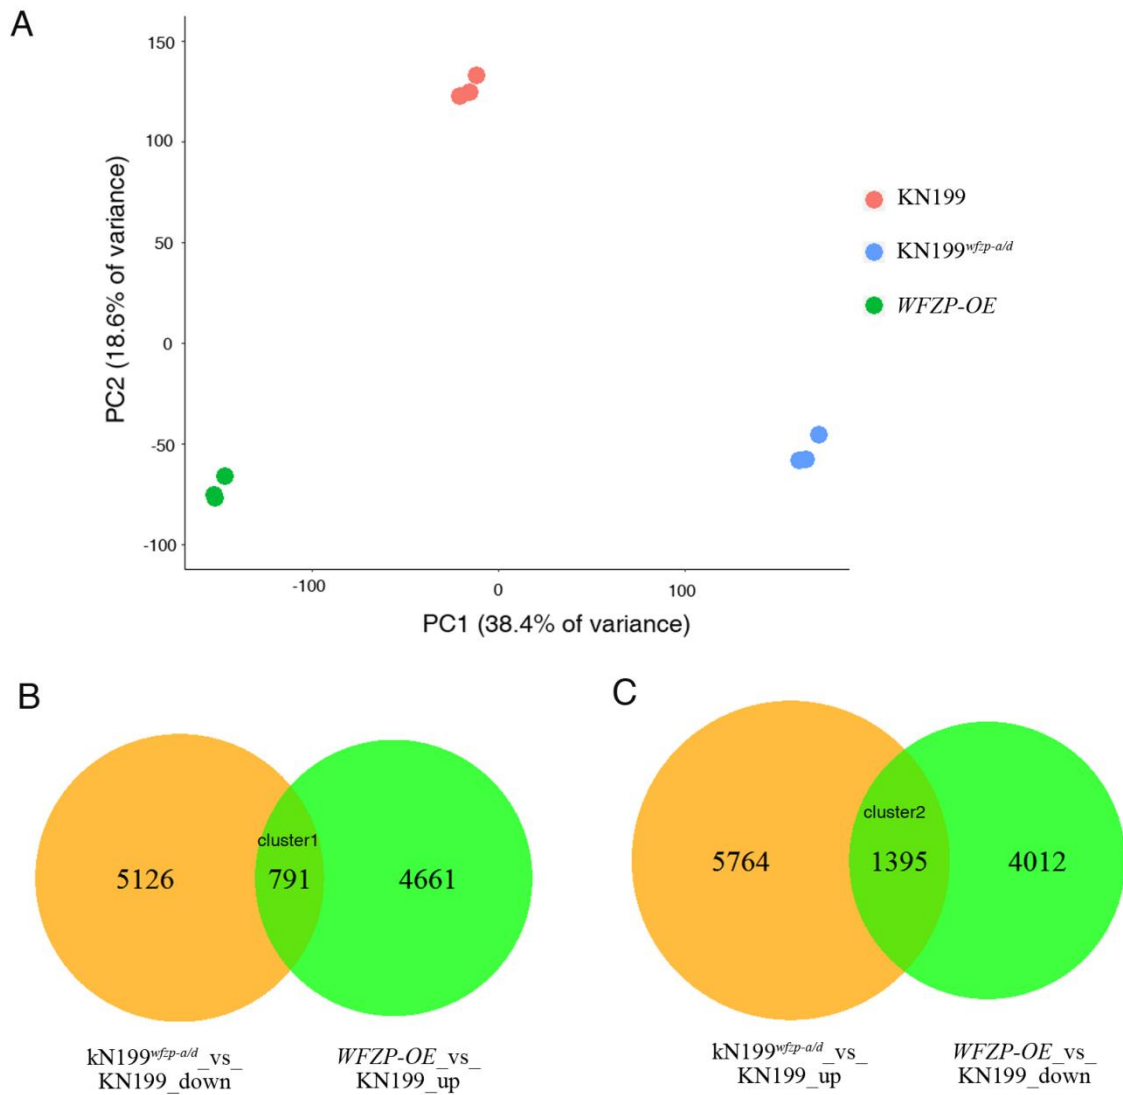 A
150
100
50
0
-50
-100
PC2 (18.6% of variance)
-100
0
100
PC1 (38.4% of variance)
KN199
KN199wfzp-a/d
WFZP-OE
B
cluster1
5126
791
4661
kN199wfzp-a/d_vs_
KN199_down
WFZP-OE_vs_
KN199_up
C
cluster2
5764
1395
4012
kN199wfzp-a/d_vs_
KN199_up
WFZP-OE_vs_
KN199_down